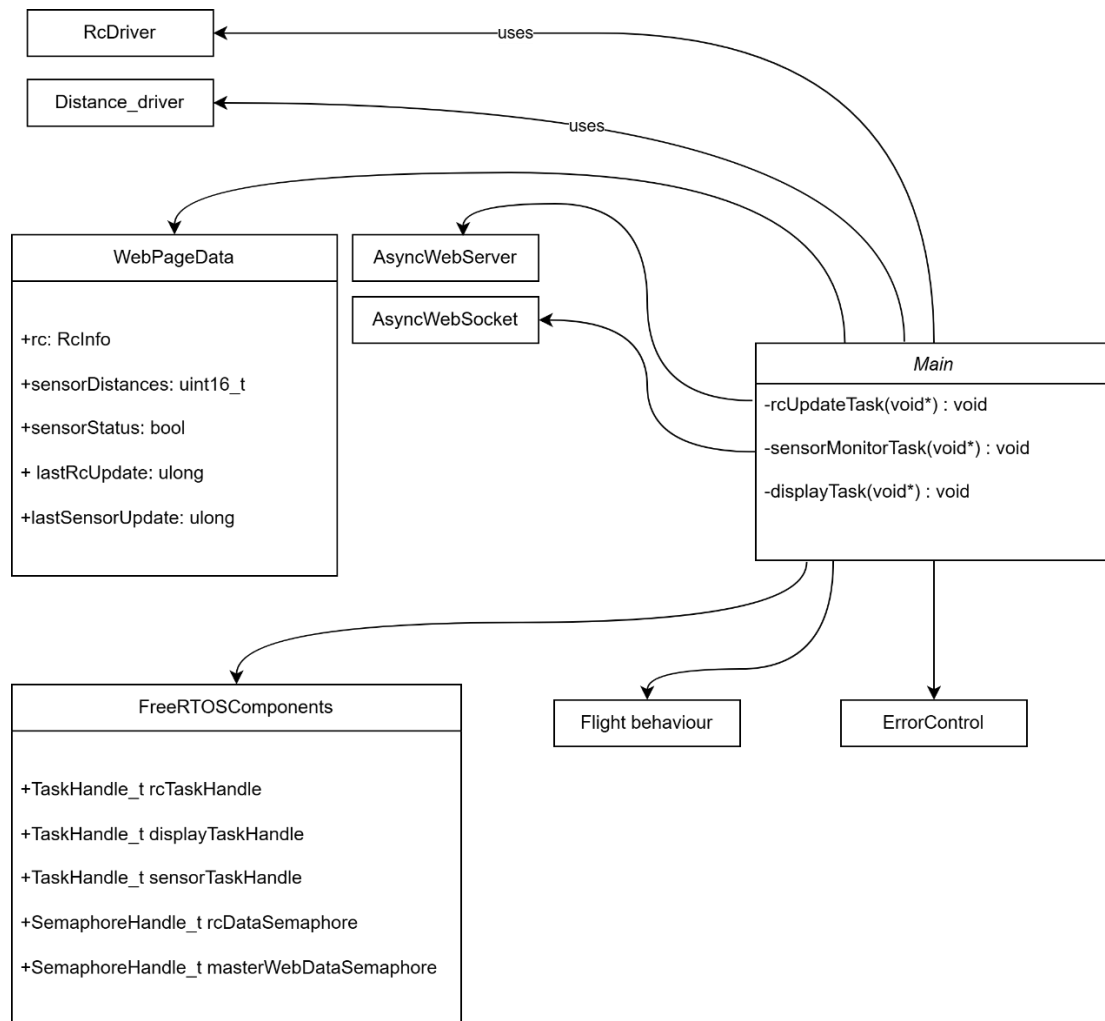 RcDriver
uses
Distance_driver
uses
WebPageData
+rc: RcInfo
+sensorDistances: uint16_t
+sensorStatus: bool
+ lastRcUpdate: ulong
+lastSensorUpdate: ulong
AsyncWebServer
AsyncWebSocket
Main
-rcUpdateTask(void*) : void
-sensorMonitorTask(void*) : void
-displayTask(void*) : void
FreeRTOSComponents
+TaskHandle_t rcTaskHandle
+TaskHandle_t displayTaskHandle
+TaskHandle_t sensorTaskHandle
+SemaphoreHandle_t rcDataSemaphore
+SemaphoreHandle_t masterWebDataSemaphore
Flight behaviour
ErrorControl